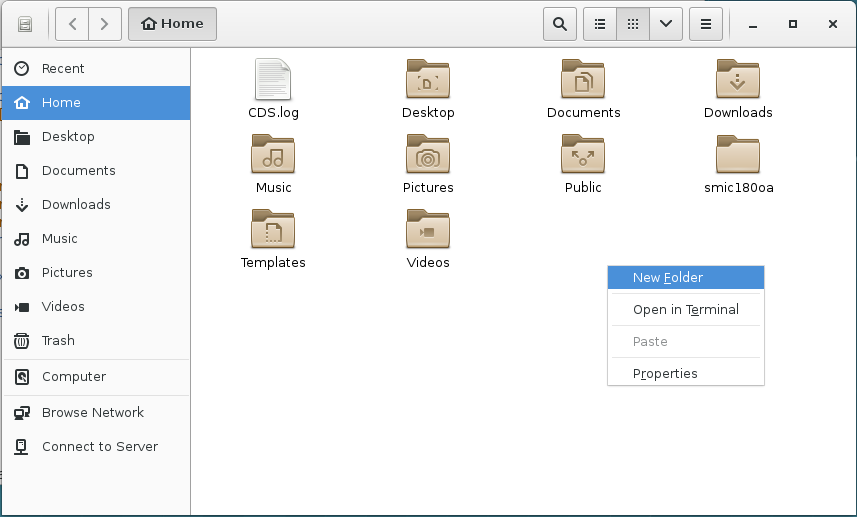 Home
Recent
Home
Desktop
Documents
Downloads
Music
Pictures
Videos
Trash
Computer
Browse Network
Connect to Server
CDS.log
Desktop
Documents
Downloads
Music
Pictures
Public
smic180oa
Templates
Videos
New Folder
Open in Terminal
Paste
Properties